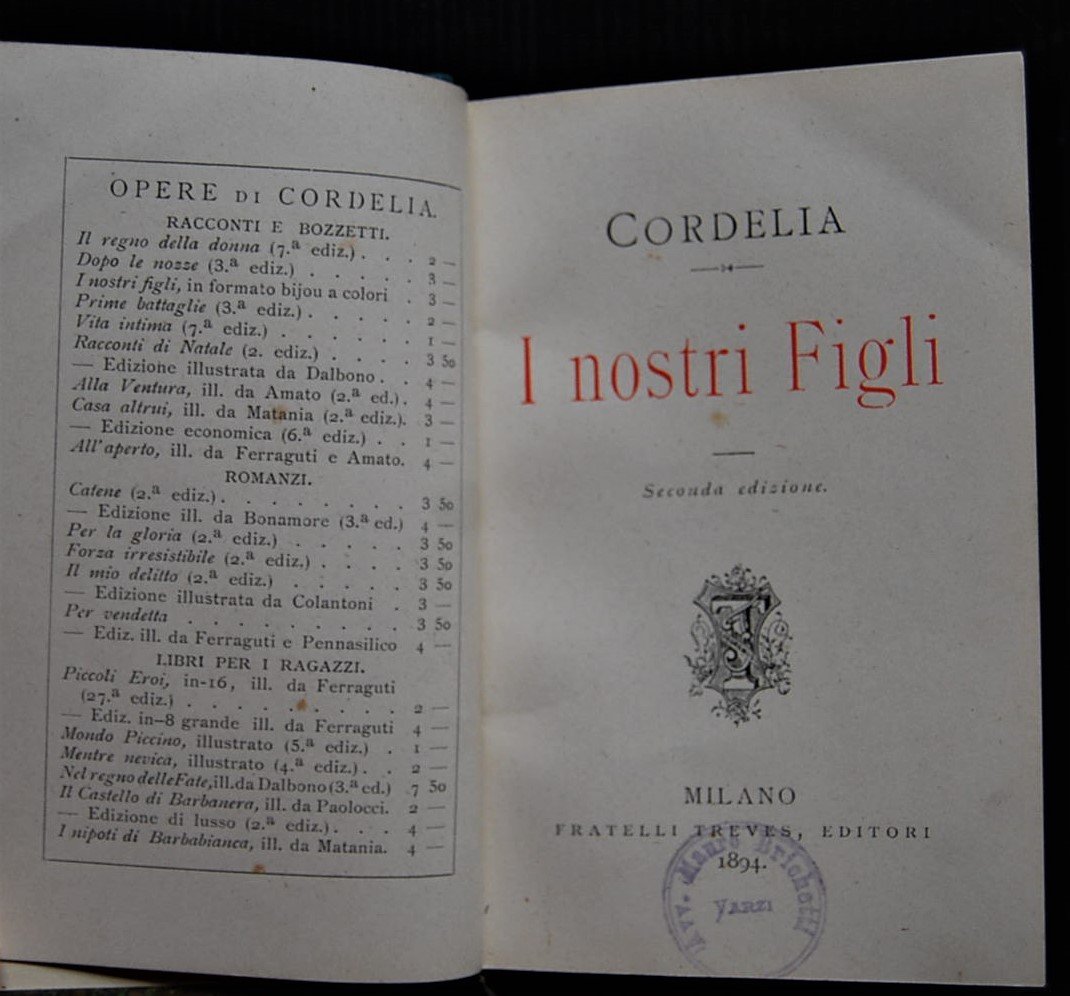 OPERE DI CORDELIA.
RACCONTI E BOZZETTI.
Il regno della donna (7.ª ediz.) . . . 2 —
Dopo le nozze (3.ª ediz.) . . . . . 3 —
I nostri figli, in formato bijou a colori . 3 —
Prime battaglie (3.ª ediz.) . . . . . 2 —
Vita intima (7.ª ediz.) . . . . . . 1 —
Racconti di Natale (2. ediz.) . . . . 3 50
— Edizione illustrata da Dalbono . . 4 —
Alla Ventura, ill. da Amato (2.ª ed.). 4 —
Casa altrui, ill. da Matania (2.ª ediz.). 3 —
— Edizione economica (6.ª ediz.) . . 1 —
All'aperto, ill. da Ferraguti e Amato. 4 —
ROMANZI.
Catene (2.ª ediz.) . . . . . . . 3 50
— Edizione ill. da Bonamore (3.ª ed.) 4 —
Per la gloria (2.ª ediz.) . . . . . 3 50
Forza irresistibile (2.ª ediz.) . . . . 3 50
Il mio delitto (2.ª ediz.) . . . . . 3 50
— Edizione illustrata da Colantoni . 3 —
Per vendetta . . . . . . . . . 3 50
— Ediz. ill. da Ferraguti e Pennasilico 4 —
LIBRI PER I RAGAZZI.
Piccoli Eroi, in-16, ill. da Ferraguti
(27.ª ediz.) . . . . . . . . . 2 —
— Ediz. in-8 grande ill. da Ferraguti 4 —
Mondo Piccino, illustrato (5.ª ediz.) . 1 —
Mentre nevica, illustrato (4.ª ediz.) . . 2 —
Nel regno delle Fate, ill. da Dalbono (3.ª ed.) 7 50
Il Castello di Barbanera, ill. da Paolocci. 2 —
— Edizione di lusso (2.ª ediz.) . . . 4 —
I nipoti di Barbabianca, ill. da Matania. 4 —
CORDELIA
I nostri Figli
Seconda edizione.
MILANO
FRATELLI TREVES, EDITORI
1894.
Avv. Mauro Brichetti
VARZI